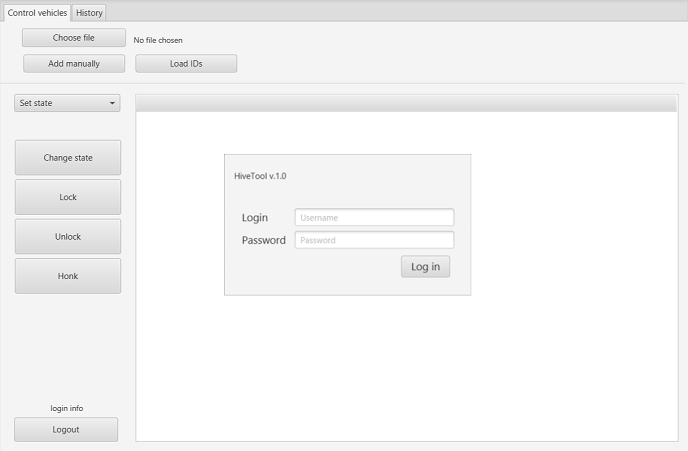 Control vehicles History
Choose file No file chosen
Add manually Load IDs
Set state
Change state
Lock
Unlock
Honk
HiveTool v.1.0
Login Username
Password Password
Log in
login info
Logout